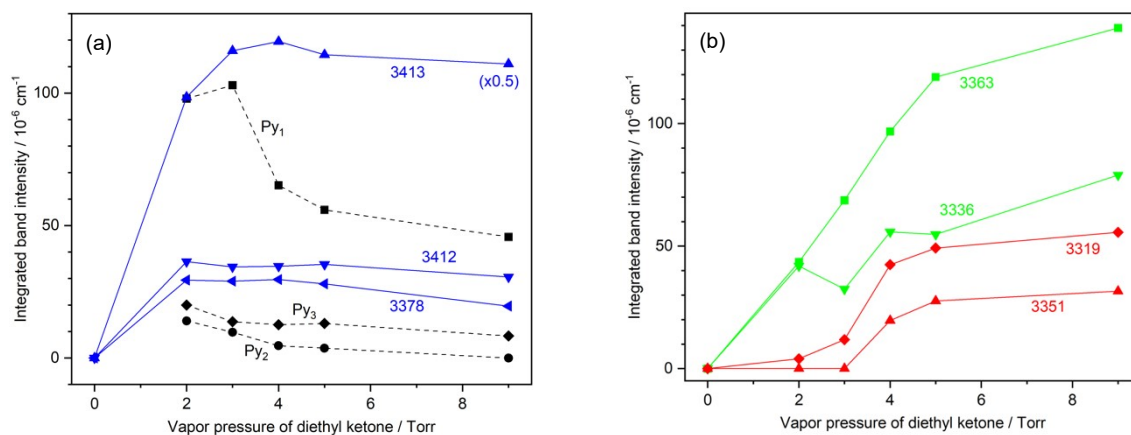 (a)
Integrated band intensity / 10⁻⁶ cm⁻¹
100
50
0
3413
(x0.5)
Py₁
3412
3378
Py₃
Py₂
0 2 4 6 8
Vapor pressure of diethyl ketone / Torr
(b)
Integrated band intensity / 10⁻⁶ cm⁻¹
100
50
0
3363
3336
3319
3351
0 2 4 6 8
Vapor pressure of diethyl ketone / Torr